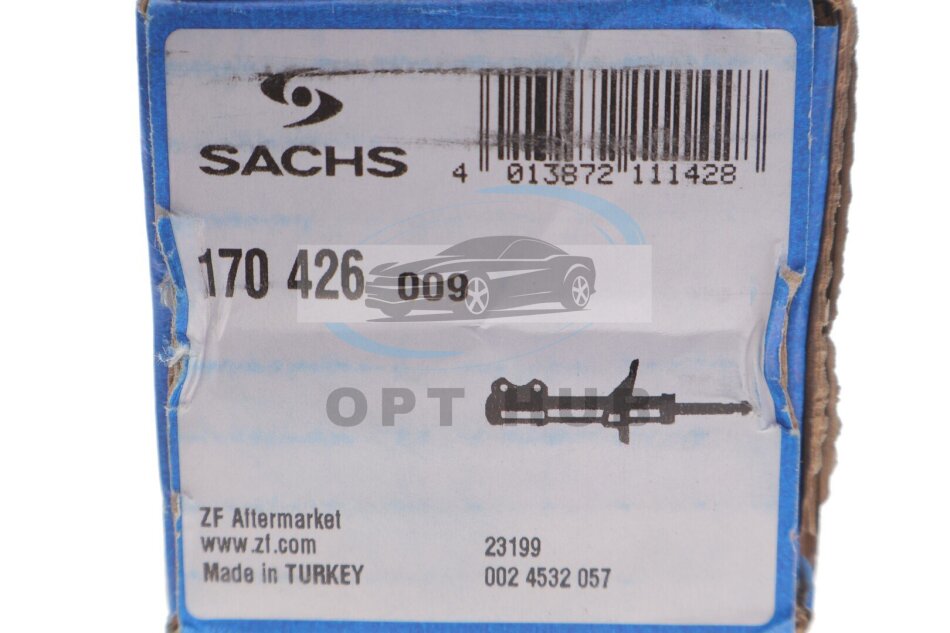 SACHS
4 013872 111428
170 426 009
OPT HUB
ZF Aftermarket
www.zf.com
Made in TURKEY
23199
002 4532 057